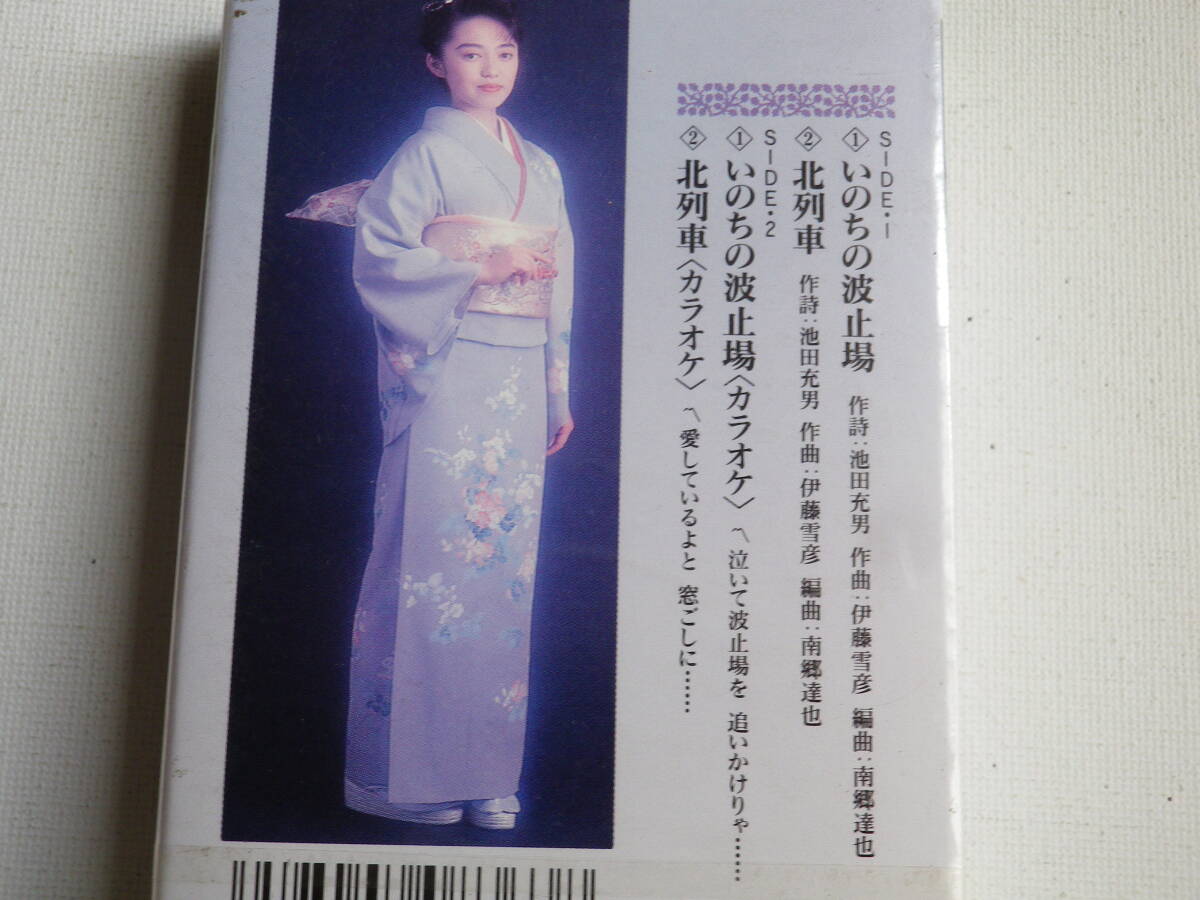 SIDE・1
①いのちの波止場 作詩:池田充男 作曲:伊藤雪彦 編曲:南郷達也
②北列車 作詩:池田充男 作曲:伊藤雪彦 編曲:南郷達也
SIDE・2
①いのちの波止場〈カラオケ〉 〽泣いて波止場を 追いかけりゃ……
②北列車〈カラオケ〉 〽愛しているよと 窓ごしに……